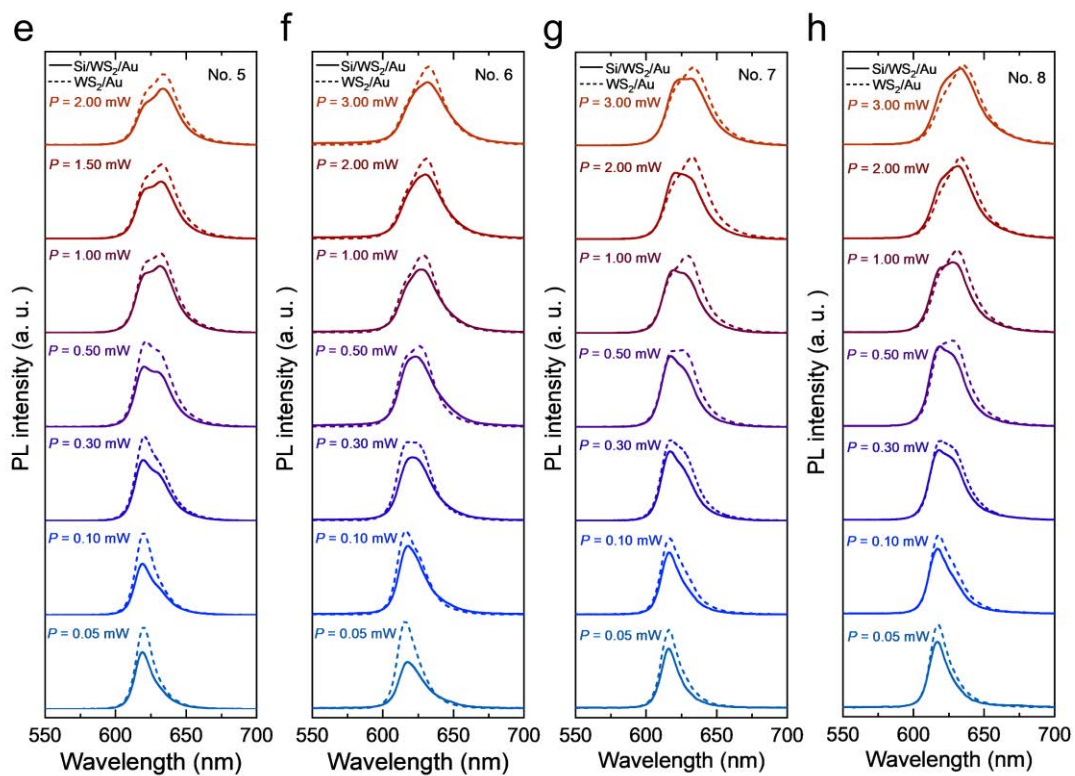 e
Si/WS₂/Au
WS₂/Au
No. 5
P = 2.00 mW
P = 1.50 mW
P = 1.00 mW
P = 0.50 mW
P = 0.30 mW
P = 0.10 mW
P = 0.05 mW
PL intensity (a. u. )
550 600 650 700
Wavelength (nm)
f
Si/WS₂/Au
WS₂/Au
No. 6
P = 3.00 mW
P = 2.00 mW
P = 1.00 mW
P = 0.50 mW
P = 0.30 mW
P = 0.10 mW
P = 0.05 mW
PL intensity (a. u. )
550 600 650 700
Wavelength (nm)
g
Si/WS₂/Au
WS₂/Au
No. 7
P = 3.00 mW
P = 2.00 mW
P = 1.00 mW
P = 0.50 mW
P = 0.30 mW
P = 0.10 mW
P = 0.05 mW
PL intensity (a. u. )
550 600 650 700
Wavelength (nm)
h
Si/WS₂/Au
WS₂/Au
No. 8
P = 3.00 mW
P = 2.00 mW
P = 1.00 mW
P = 0.50 mW
P = 0.30 mW
P = 0.10 mW
P = 0.05 mW
PL intensity (a. u. )
550 600 650 700
Wavelength (nm)